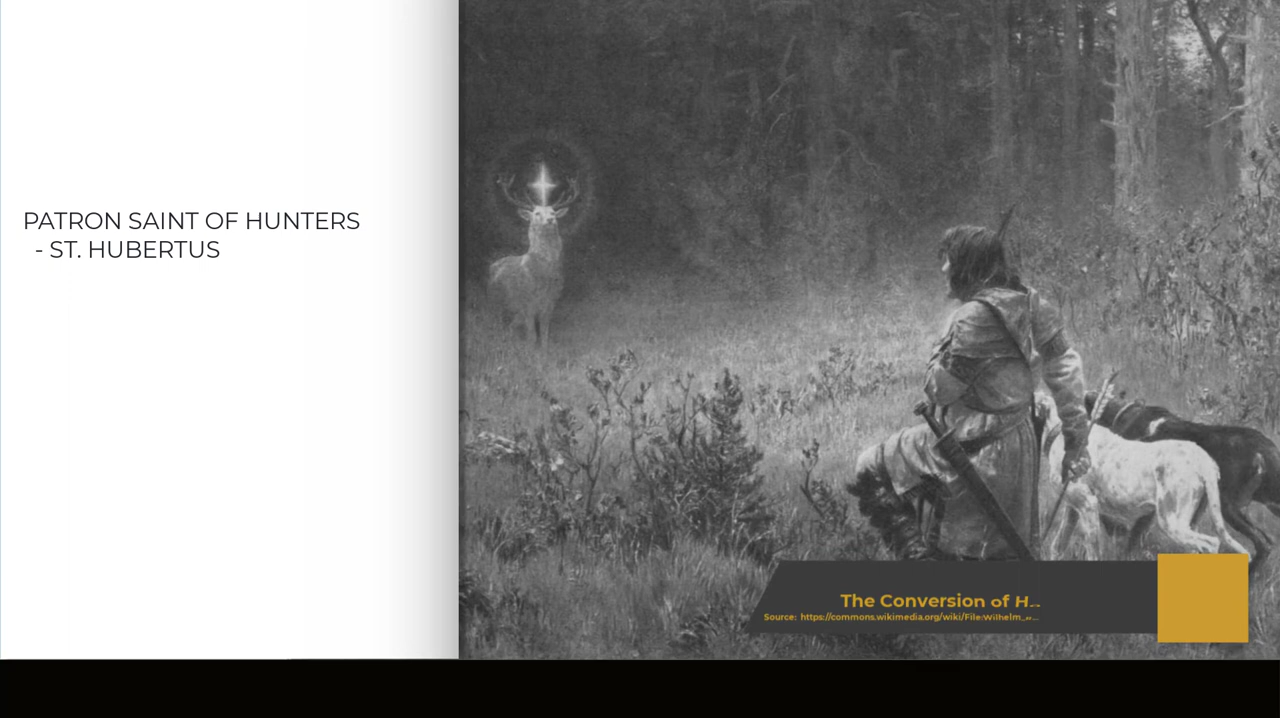 PATRON SAINT OF HUNTERS
- ST. HUBERTUS
The Conversion of H
Source: https://commons.wikimedia.org/wiki/File:Wilhelm_